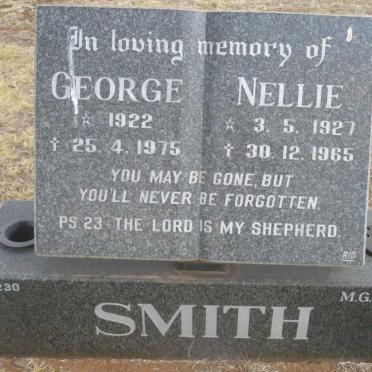 In loving memory of
GEORGE NELLIE
☆ 1922 ☆ 3. 5. 1927
† 25. 4. 1975 † 30. 12. 1965
YOU MAY BE GONE, BUT
YOU'LL NEVER BE FORGOTTEN.
PS 23: THE LORD IS MY SHEPHERD.
RIO
230 M.G.
SMITH